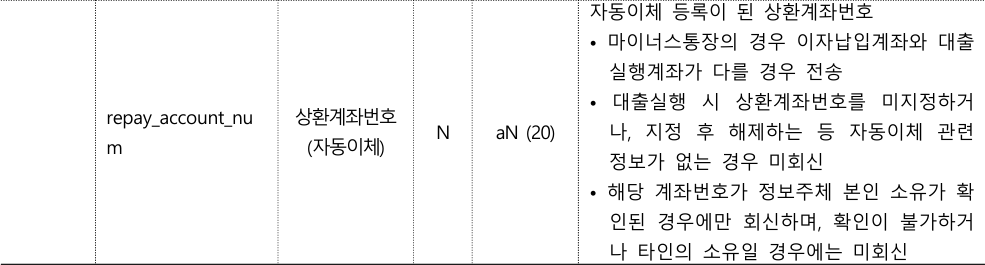 repay_account_nu
m
상환계좌번호
(자동이체)
N
aN (20)
자동이체 등록이 된 상환계좌번호
• 마이너스통장의 경우 이자납입계좌와 대출
실행계좌가 다를 경우 전송
• 대출실행 시 상환계좌번호를 미지정하거
나, 지정 후 해제하는 등 자동이체 관련
정보가 없는 경우 미회신
• 해당 계좌번호가 정보주체 본인 소유가 확
인된 경우에만 회신하며, 확인이 불가하거
나 타인의 소유일 경우에는 미회신